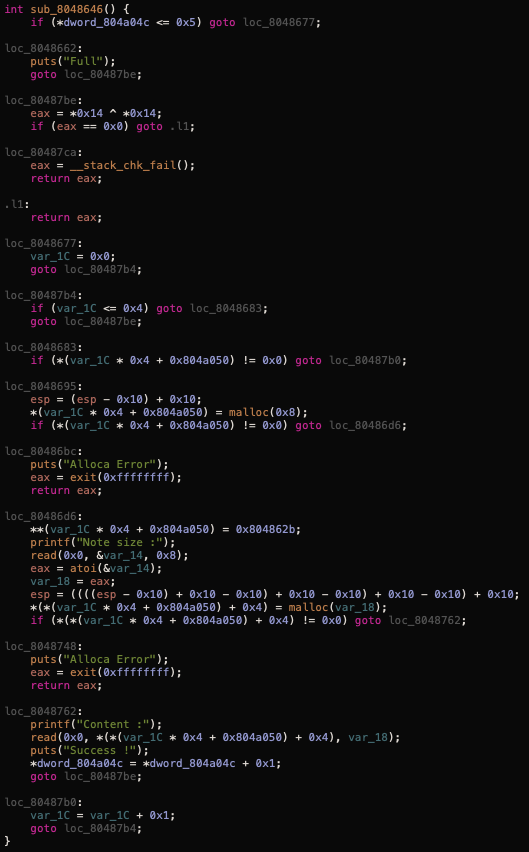 int sub_8048646() {
    if (*dword_804a04c <= 0x5) goto loc_8048677;

loc_8048662:
    puts("Full");
    goto loc_80487be;

loc_80487be:
    eax = *0x14 ^ *0x14;
    if (eax == 0x0) goto .l1;

loc_80487ca:
    eax = __stack_chk_fail();
    return eax;

.l1:
    return eax;

loc_8048677:
    var_1C = 0x0;
    goto loc_80487b4;

loc_80487b4:
    if (var_1C <= 0x4) goto loc_8048683;
    goto loc_80487be;

loc_8048683:
    if (*(var_1C * 0x4 + 0x804a050) != 0x0) goto loc_80487b0;

loc_8048695:
    esp = (esp - 0x10) + 0x10;
    *(var_1C * 0x4 + 0x804a050) = malloc(0x8);
    if (*(var_1C * 0x4 + 0x804a050) != 0x0) goto loc_80486d6;

loc_80486bc:
    puts("Alloca Error");
    eax = exit(0xffffffff);
    return eax;

loc_80486d6:
    **(var_1C * 0x4 + 0x804a050) = 0x804862b;
    printf("Note size :");
    read(0x0, &var_14, 0x8);
    eax = atoi(&var_14);
    var_18 = eax;
    esp = ((((esp - 0x10) + 0x10 - 0x10) + 0x10 - 0x10) + 0x10 - 0x10) + 0x10;
    *(*(var_1C * 0x4 + 0x804a050) + 0x4) = malloc(var_18);
    if (*(*(var_1C * 0x4 + 0x804a050) + 0x4) != 0x0) goto loc_8048762;

loc_8048748:
    puts("Alloca Error");
    eax = exit(0xffffffff);
    return eax;

loc_8048762:
    printf("Content :");
    read(0x0, *(*(var_1C * 0x4 + 0x804a050) + 0x4), var_18);
    puts("Success !");
    *dword_804a04c = *dword_804a04c + 0x1;
    goto loc_80487be;

loc_80487b0:
    var_1C = var_1C + 0x1;
    goto loc_80487b4;
}